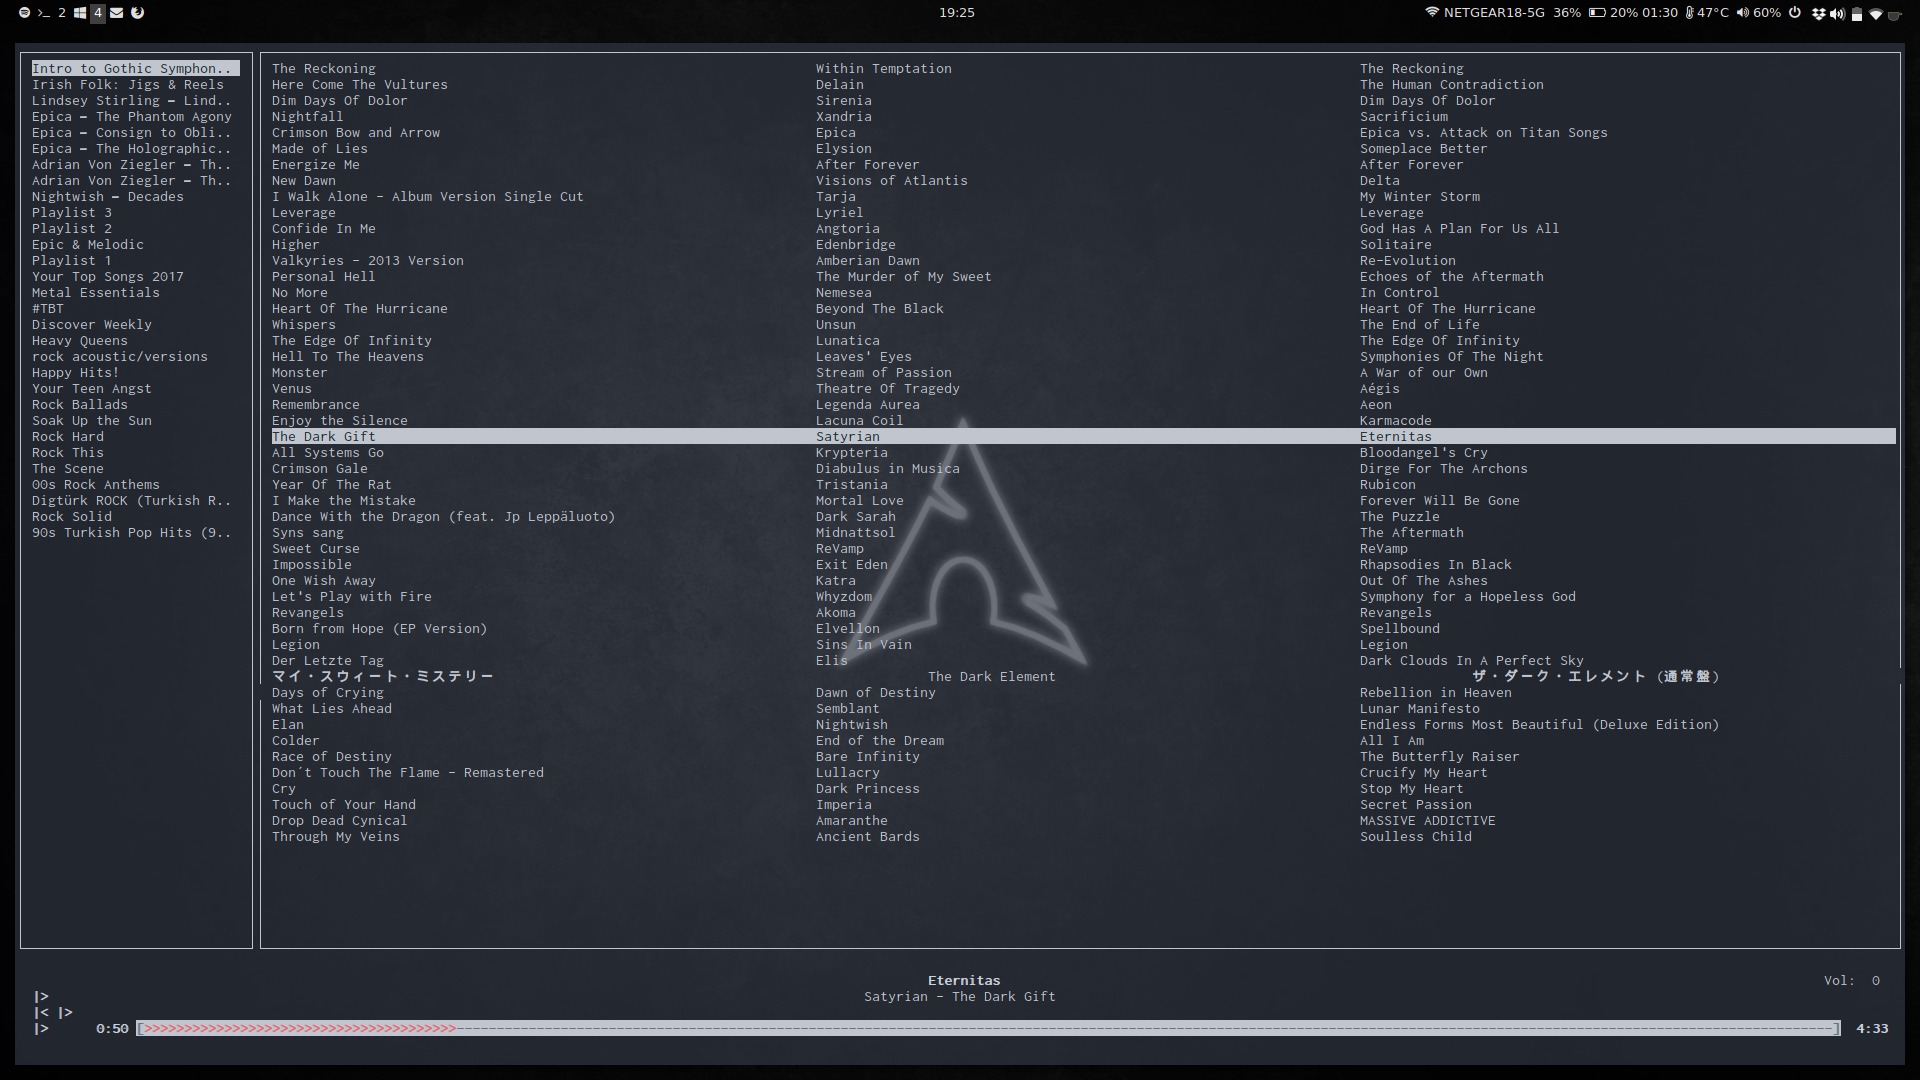 2 4 19:25 NETGEAR18-5G 36% 20% 01:30 47°C 60%
Intro to Gothic Symphon..
Irish Folk: Jigs & Reels
Lindsey Stirling – Lind..
Epica – The Phantom Agony
Epica – Consign to Obli..
Epica – The Holographic..
Adrian Von Ziegler – Th..
Adrian Von Ziegler – Th..
Nightwish – Decades
Playlist 3
Playlist 2
Epic & Melodic
Playlist 1
Your Top Songs 2017
Metal Essentials
#TBT
Discover Weekly
Heavy Queens
rock acoustic/versions
Happy Hits!
Your Teen Angst
Rock Ballads
Soak Up the Sun
Rock Hard
Rock This
The Scene
00s Rock Anthems
Digtürk ROCK (Turkish R..
Rock Solid
90s Turkish Pop Hits (9..
The Reckoning Within Temptation The Reckoning
Here Come The Vultures Delain The Human Contradiction
Dim Days Of Dolor Sirenia Dim Days Of Dolor
Nightfall Xandria Sacrificium
Crimson Bow and Arrow Epica Epica vs. Attack on Titan Songs
Made of Lies Elysion Someplace Better
Energize Me After Forever After Forever
New Dawn Visions of Atlantis Delta
I Walk Alone - Album Version Single Cut Tarja My Winter Storm
Leverage Lyriel Leverage
Confide In Me Angtoria God Has A Plan For Us All
Higher Edenbridge Solitaire
Valkyries - 2013 Version Amberian Dawn Re-Evolution
Personal Hell The Murder of My Sweet Echoes of the Aftermath
No More Nemesea In Control
Heart Of The Hurricane Beyond The Black Heart Of The Hurricane
Whispers Unsun The End of Life
The Edge Of Infinity Lunatica The Edge Of Infinity
Hell To The Heavens Leaves' Eyes Symphonies Of The Night
Monster Stream of Passion A War of our Own
Venus Theatre Of Tragedy Aégis
Remembrance Legenda Aurea Aeon
Enjoy the Silence Lacuna Coil Karmacode
The Dark Gift Satyrian Eternitas
All Systems Go Krypteria Bloodangel's Cry
Crimson Gale Diabulus in Musica Dirge For The Archons
Year Of The Rat Tristania Rubicon
I Make the Mistake Mortal Love Forever Will Be Gone
Dance With the Dragon (feat. Jp Leppäluoto) Dark Sarah The Puzzle
Syns sang Midnattsol The Aftermath
Sweet Curse ReVamp ReVamp
Impossible Exit Eden Rhapsodies In Black
One Wish Away Katra Out Of The Ashes
Let's Play with Fire Whyzdom Symphony for a Hopeless God
Revangels Akoma Revangels
Born from Hope (EP Version) Elvellon Spellbound
Legion Sins In Vain Legion
Der Letzte Tag Elis Dark Clouds In A Perfect Sky
マイ・スウィート・ミステリー The Dark Element ザ・ダーク・エレメント (通常盤)
Days of Crying Dawn of Destiny Rebellion in Heaven
What Lies Ahead Semblant Lunar Manifesto
Elan Nightwish Endless Forms Most Beautiful (Deluxe Edition)
Colder End of the Dream All I Am
Race of Destiny Bare Infinity The Butterfly Raiser
Don´t Touch The Flame - Remastered Lullacry Crucify My Heart
Cry Dark Princess Stop My Heart
Touch of Your Hand Imperia Secret Passion
Drop Dead Cynical Amaranthe MASSIVE ADDICTIVE
Through My Veins Ancient Bards Soulless Child
Eternitas Vol: 0
|> Satyrian - The Dark Gift
|< |>
|> 0:50 [>>>>>>>>>>>>>>>>>>>>>>>>>>>>>>>>>>>>>>> ] 4:33